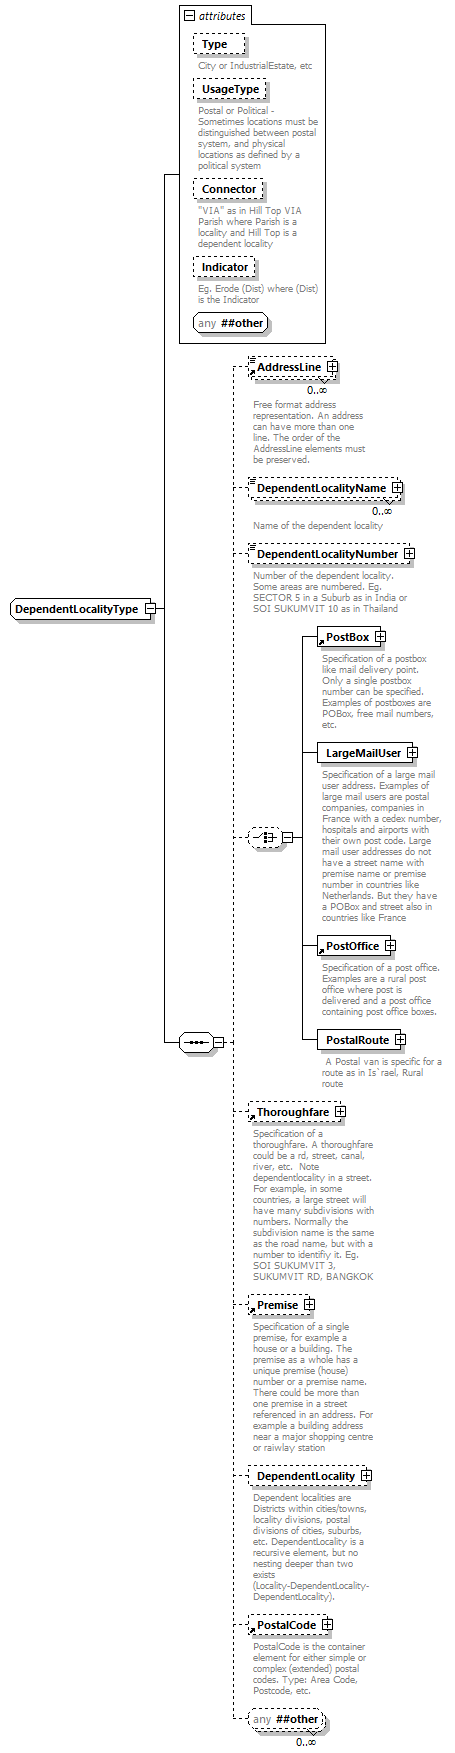 attributes
Type
City or IndustrialEstate, etc
UsageType
Postal or Political -
Sometimes locations must be
distinguished between postal
system, and physical
locations as defined by a
political system
Connector
"VIA" as in Hill Top VIA
Parish where Parish is a
locality and Hill Top is a
dependent locality
Indicator
Eg. Erode (Dist) where (Dist)
is the Indicator
any ##other
AddressLine
0..∞
Free format address
representation. An address
can have more than one
line. The order of the
AddressLine elements must
be preserved.
DependentLocalityName
0..∞
Name of the dependent locality
DependentLocalityNumber
Number of the dependent locality.
Some areas are numbered. Eg.
SECTOR 5 in a Suburb as in India or
SOI SUKUMVIT 10 as in Thailand
DependentLocalityType
PostBox
Specification of a postbox
like mail delivery point.
Only a single postbox
number can be specified.
Examples of postboxes are
POBox, free mail numbers,
etc.
LargeMailUser
Specification of a large mail
user address. Examples of
large mail users are postal
companies, companies in
France with a cedex number,
hospitals and airports with
their own post code. Large
mail user addresses do not
have a street name with
premise name or premise
number in countries like
Netherlands. But they have
a POBox and street also in
countries like France
PostOffice
Specification of a post office.
Examples are a rural post
office where post is
delivered and a post office
containing post office boxes.
PostalRoute
A Postal van is specific for a
route as in Is`rael, Rural
route
Thoroughfare
Specification of a
thoroughfare. A thoroughfare
could be a rd, street, canal,
river, etc.  Note
dependentlocality in a street.
For example, in some
countries, a large street will
have many subdivisions with
numbers. Normally the
subdivision name is the same
as the road name, but with a
number to identifiy it. Eg.
SOI SUKUMVIT 3,
SUKUMVIT RD, BANGKOK
Premise
Specification of a single
premise, for example a
house or a building. The
premise as a whole has a
unique premise (house)
number or a premise name.
There could be more than
one premise in a street
referenced in an address. For
example a building address
near a major shopping centre
or raiwlay station
DependentLocality
Dependent localities are
Districts within cities/towns,
locality divisions, postal
divisions of cities, suburbs,
etc. DependentLocality is a
recursive element, but no
nesting deeper than two
exists
(Locality-DependentLocality-
DependentLocality).
PostalCode
PostalCode is the container
element for either simple or
complex (extended) postal
codes. Type: Area Code,
Postcode, etc.
any ##other
0..∞